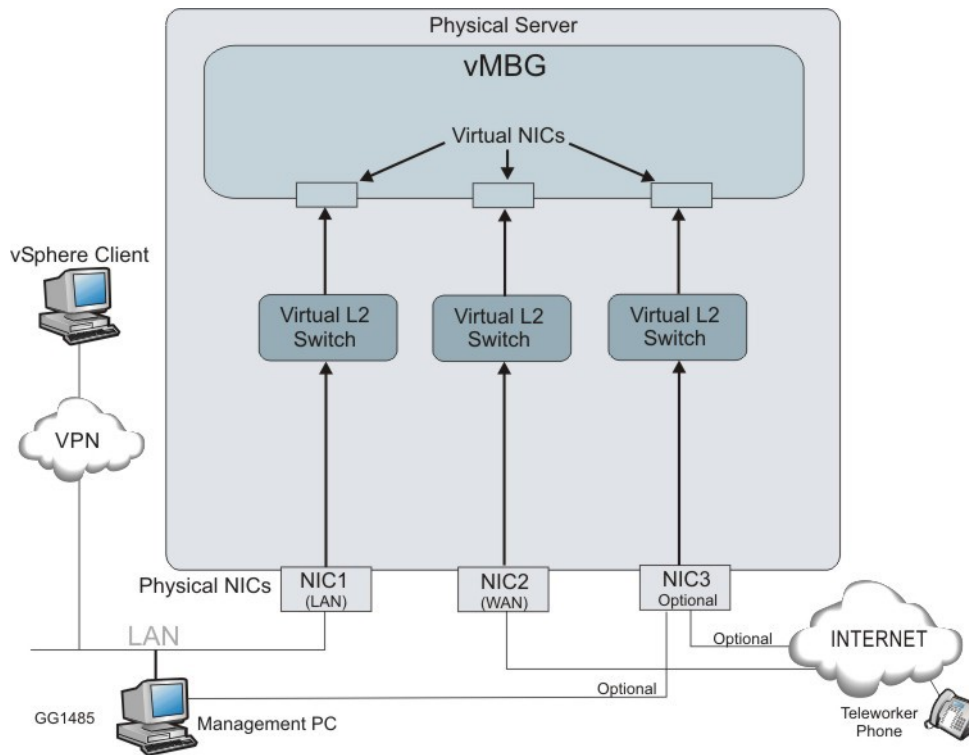 Physical Server
vMBG
Virtual NICs
vSphere Client
Virtual L2
Switch
Virtual L2
Switch
Virtual L2
Switch
VPN
Physical NICs
NIC1
(LAN)
NIC2
(WAN)
NIC3
Optional
LAN
Optional
INTERNET
Optional
GG1485
Management PC
Teleworker
Phone